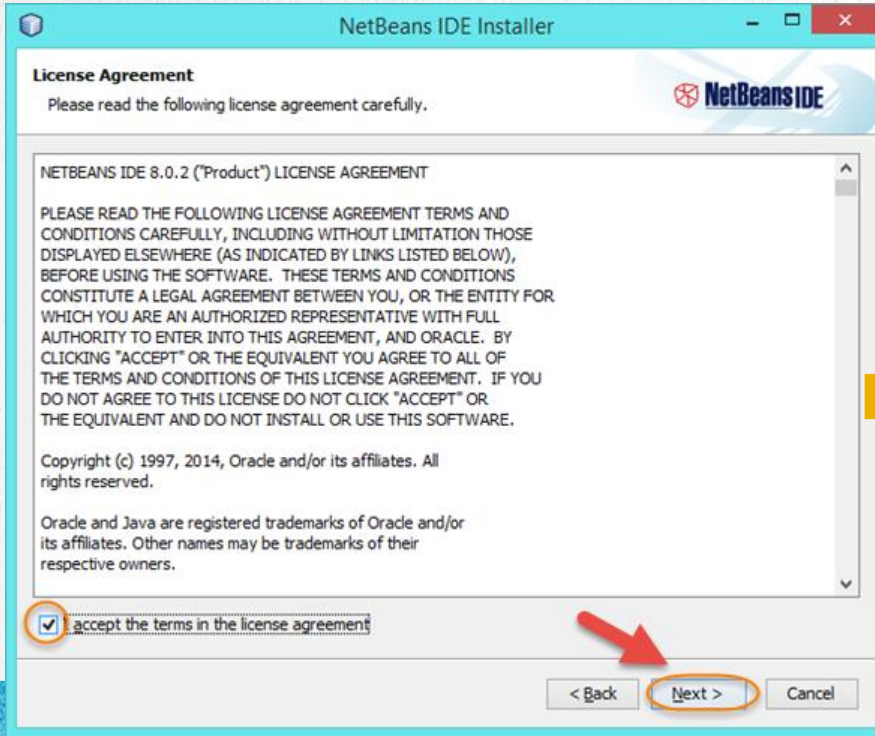 NetBeans IDE Installer
License Agreement
Please read the following license agreement carefully.
NetBeans IDE
NETBEANS IDE 8.0.2 ("Product") LICENSE AGREEMENT
PLEASE READ THE FOLLOWING LICENSE AGREEMENT TERMS AND
CONDITIONS CAREFULLY, INCLUDING WITHOUT LIMITATION THOSE
DISPLAYED ELSEWHERE (AS INDICATED BY LINKS LISTED BELOW),
BEFORE USING THE SOFTWARE.  THESE TERMS AND CONDITIONS
CONSTITUTE A LEGAL AGREEMENT BETWEEN YOU, OR THE ENTITY FOR
WHICH YOU ARE AN AUTHORIZED REPRESENTATIVE WITH FULL
AUTHORITY TO ENTER INTO THIS AGREEMENT, AND ORACLE.  BY
CLICKING "ACCEPT" OR THE EQUIVALENT YOU AGREE TO ALL OF
THE TERMS AND CONDITIONS OF THIS LICENSE AGREEMENT.  IF YOU
DO NOT AGREE TO THIS LICENSE DO NOT CLICK "ACCEPT" OR
THE EQUIVALENT AND DO NOT INSTALL OR USE THIS SOFTWARE.
Copyright (c) 1997, 2014, Oracle and/or its affiliates. All
rights reserved.
Oracle and Java are registered trademarks of Oracle and/or
its affiliates. Other names may be trademarks of their
respective owners.
I accept the terms in the license agreement
< Back
Next >
Cancel